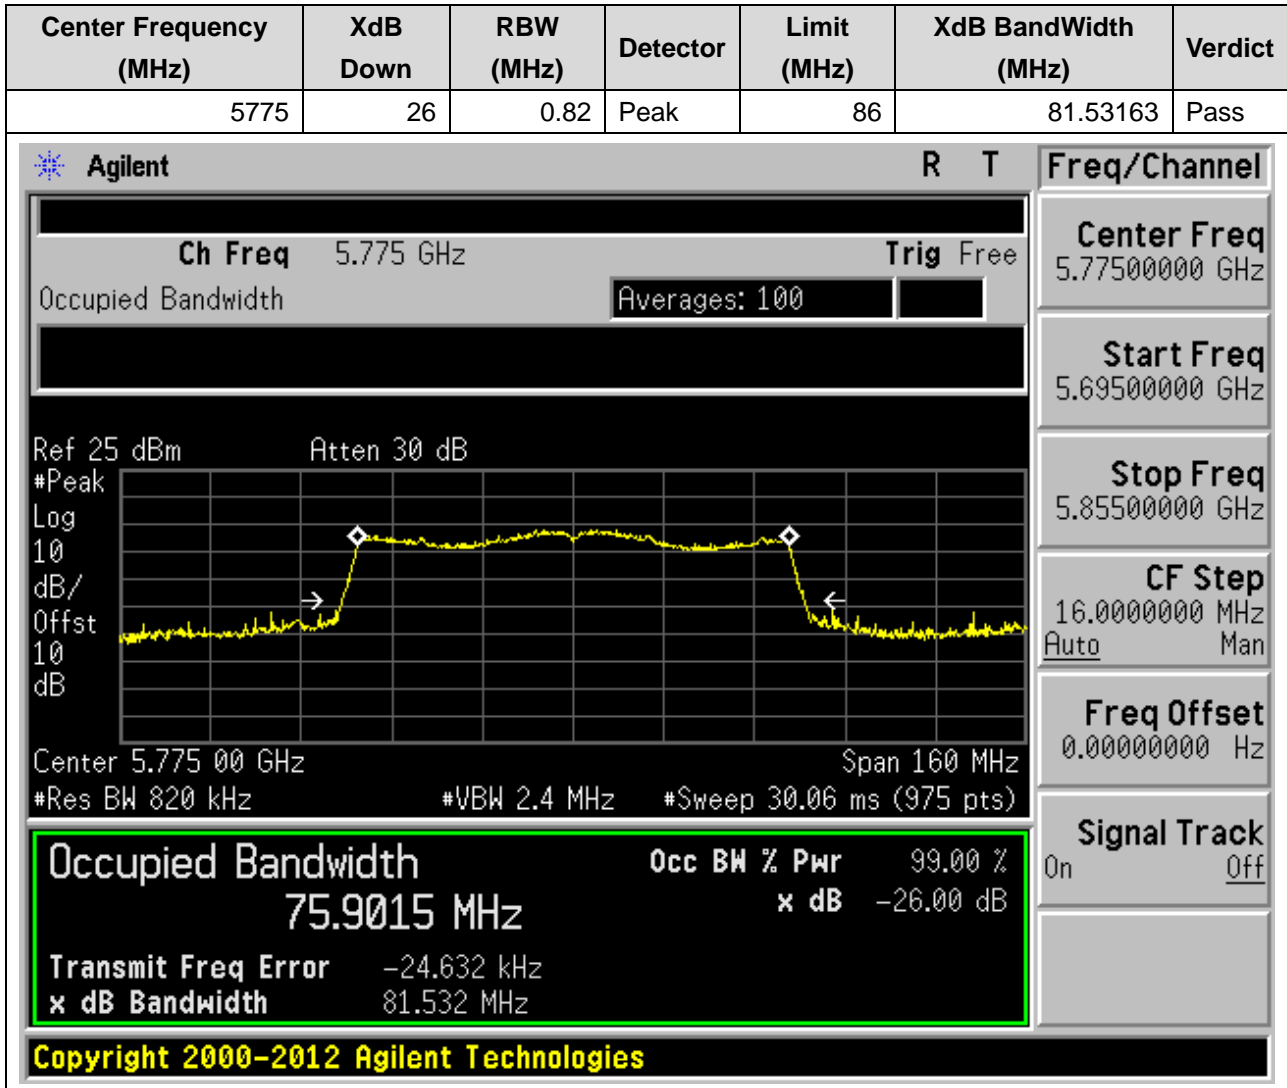 Center Frequency (MHz) XdB Down RBW (MHz) Detector Limit (MHz) XdB BandWidth (MHz) Verdict
5775 26 0.82 Peak 86 81.53163 Pass
Agilent R T Freq/Channel
Ch Freq 5.775 GHz Trig Free
Occupied Bandwidth Averages: 100
Center Freq
5.77500000 GHz
Start Freq
5.69500000 GHz
Stop Freq
5.85500000 GHz
CF Step
16.0000000 MHz
Auto Man
Freq Offset
0.00000000 Hz
Signal Track
On Off
Ref 25 dBm Atten 30 dB
#Peak
Log
10
dB/
Offst
10
dB
Center 5.775 00 GHz Span 160 MHz
#Res BW 820 kHz #VBW 2.4 MHz #Sweep 30.06 ms (975 pts)
Occupied Bandwidth Occ BW % Pwr 99.00 %
75.9015 MHz x dB -26.00 dB
Transmit Freq Error -24.632 kHz
x dB Bandwidth 81.532 MHz
Copyright 2000-2012 Agilent Technologies